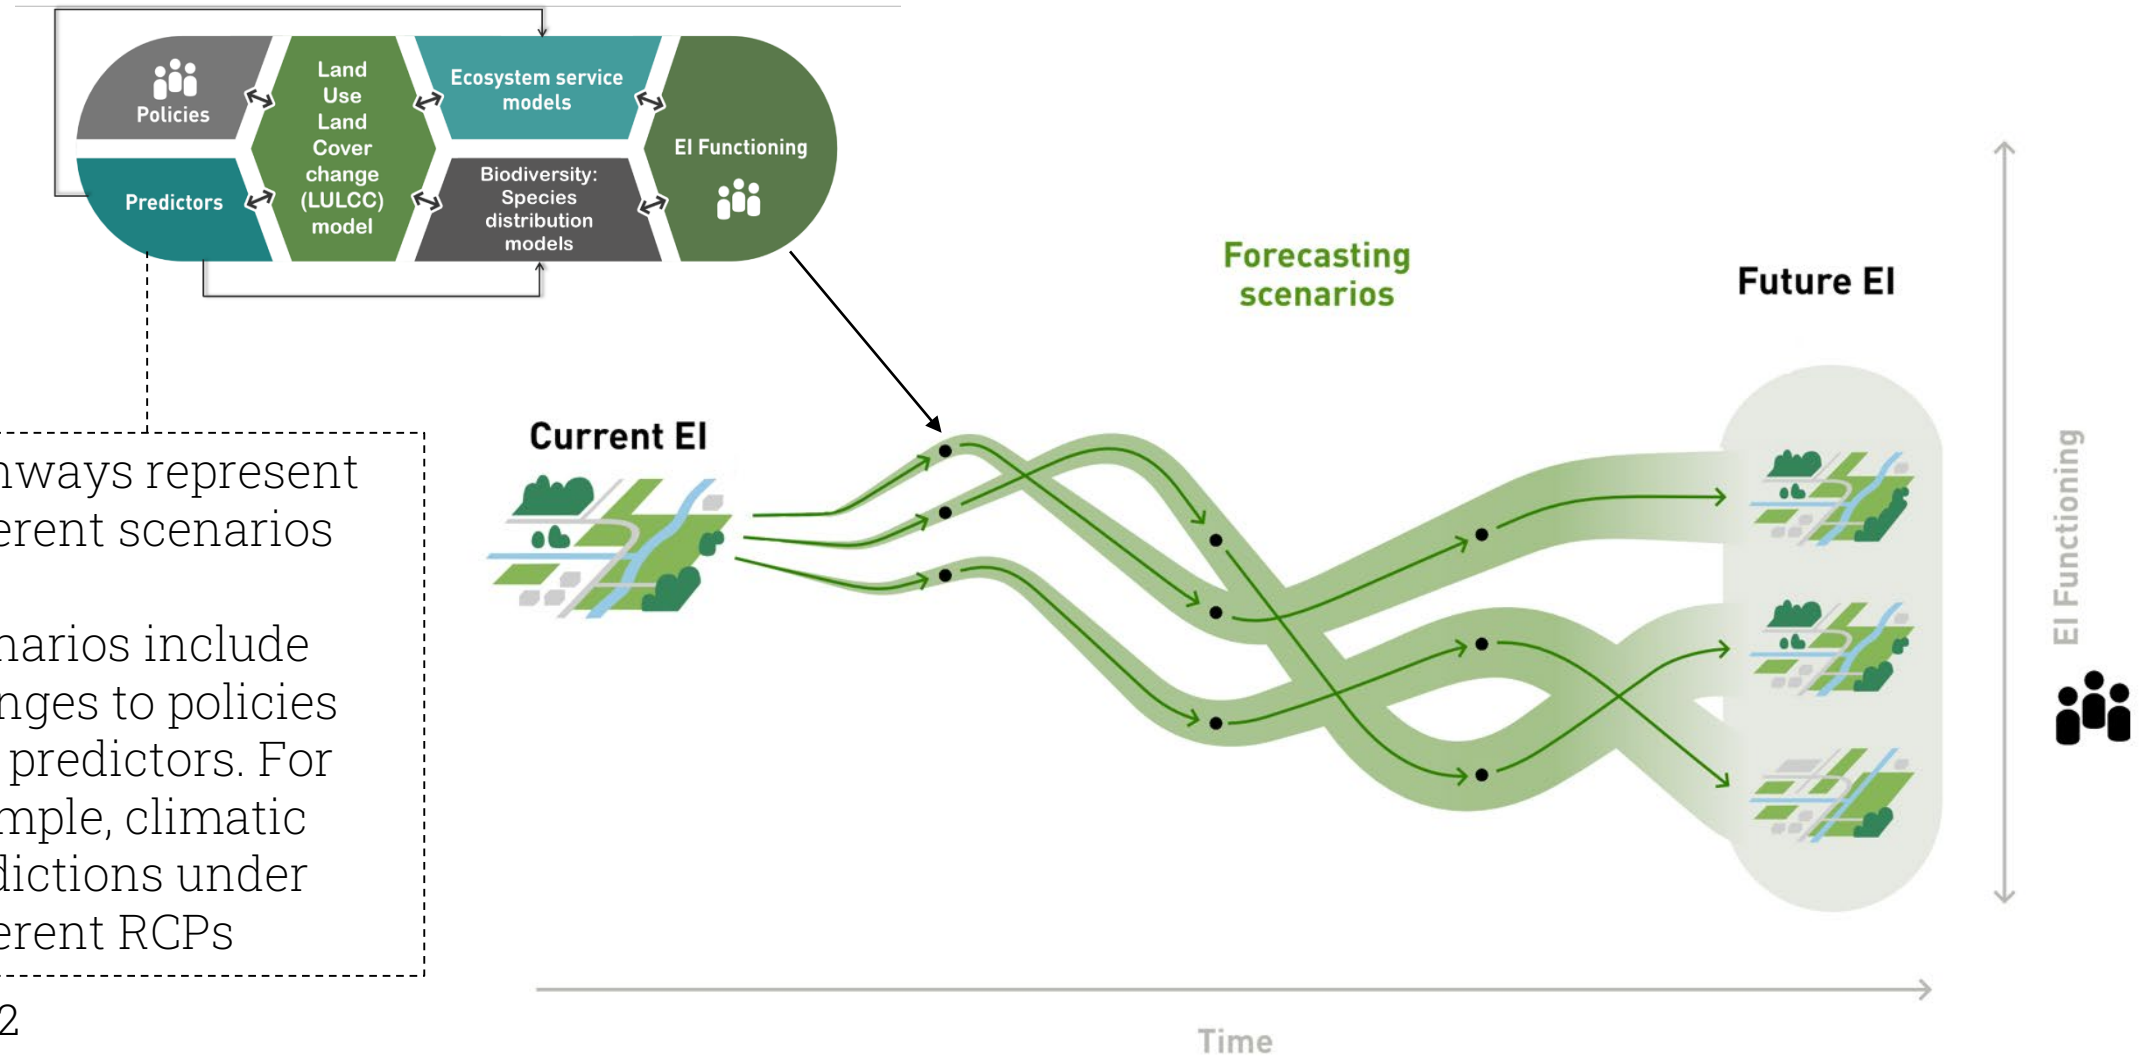 Policies
Predictors
Land
Use
Land
Cover
change
(LULCC)
model
Ecosystem service
models
Biodiversity:
Species
distribution
models
EI Functioning
Forecasting
scenarios
Future EI
Current EI
nways represent
erent scenarios
narios include
nges to policies
predictors. For
mple, climatic
dictions under
erent RCPs
2
EI Functioning
Time